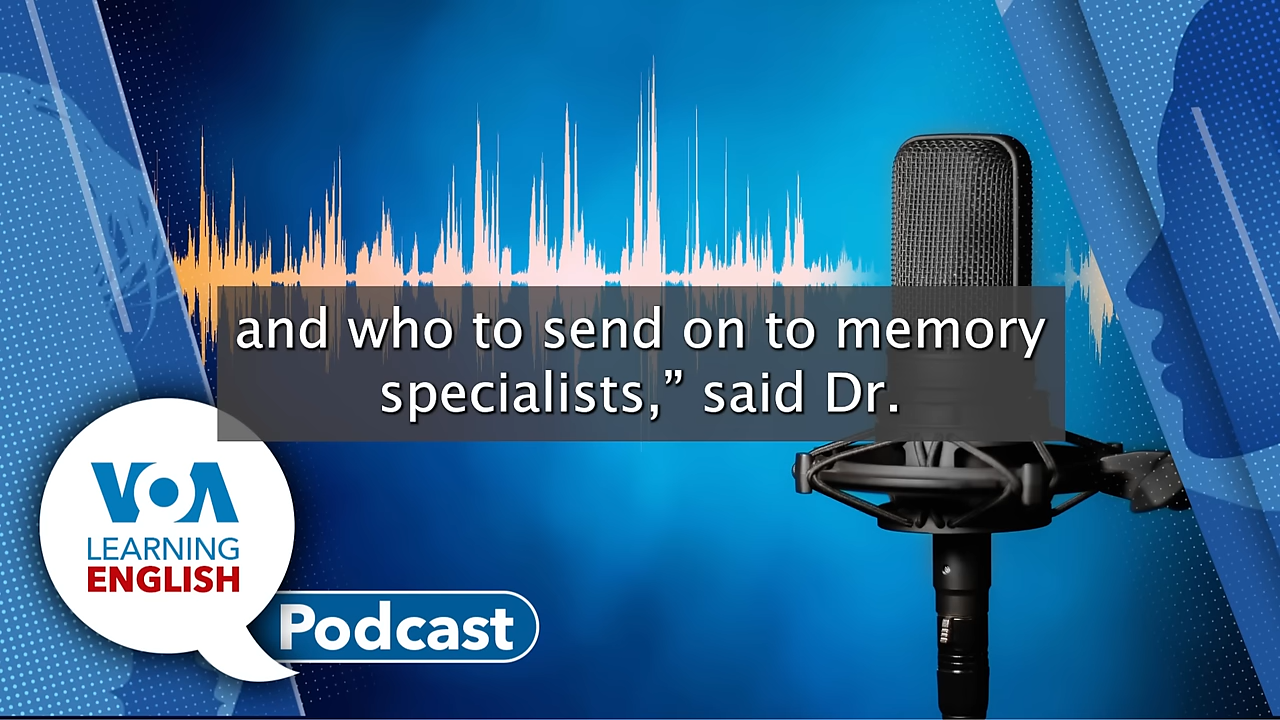 and who to send on to memory
specialists,” said Dr.
VOA
LEARNING
ENGLISH
Podcast